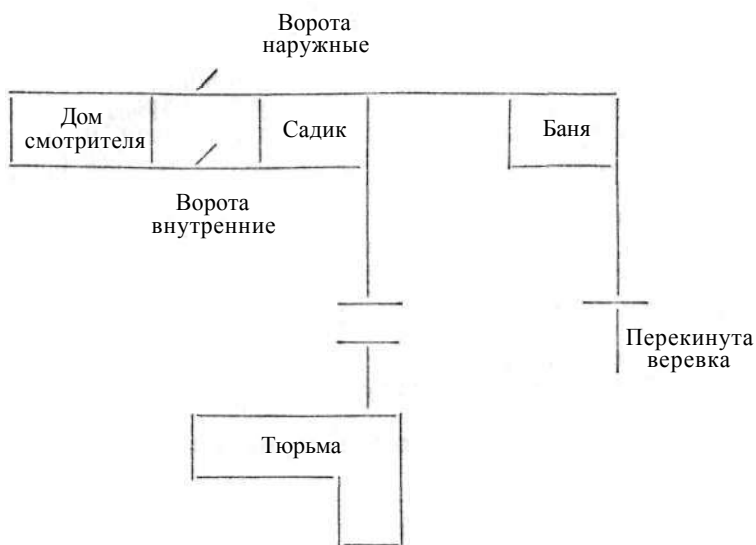 Ворота
наружные
Дом
смотрителя
Садик
Баня
Ворота
внутренние
Перекинута
веревка
Тюрьма